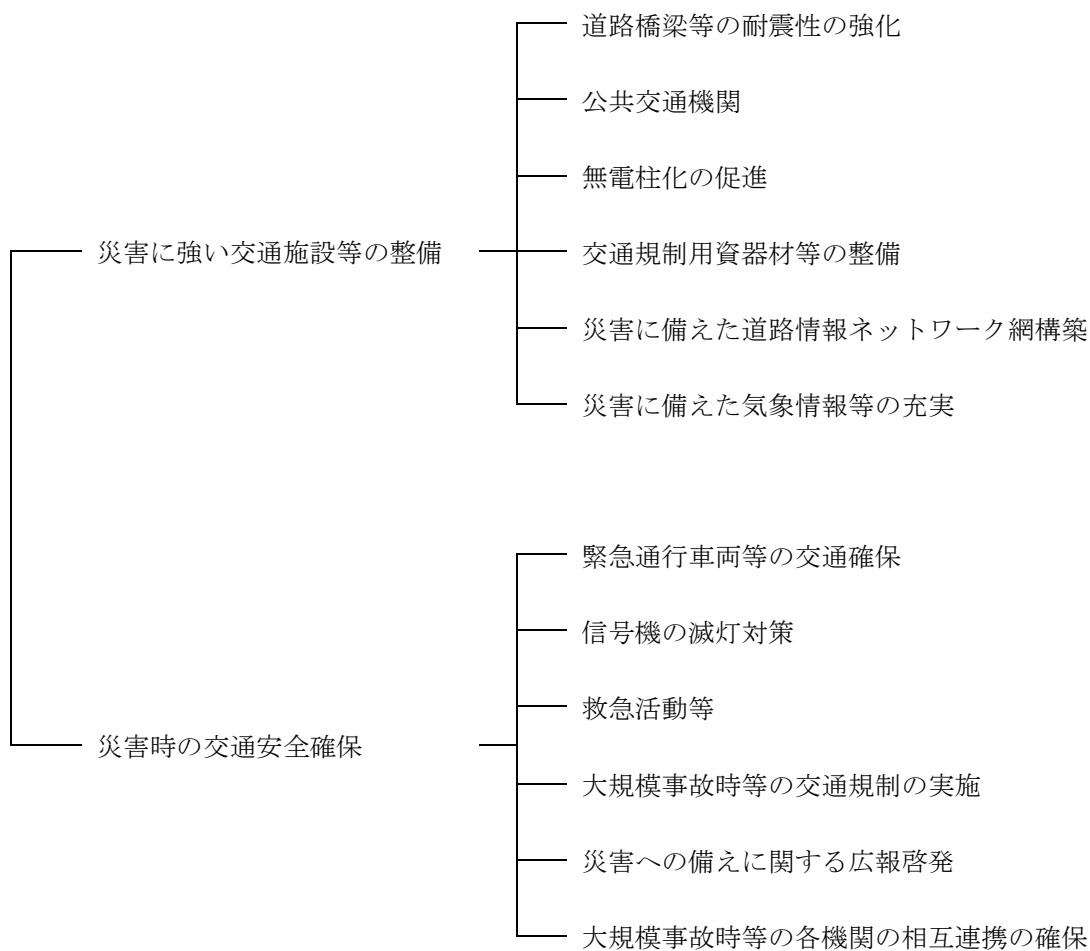 災害に強い交通施設等の整備
道路橋梁等の耐震性の強化
公共交通機関
無電柱化の促進
交通規制用資器材等の整備
災害に備えた道路情報ネットワーク網構築
災害に備えた気象情報等の充実
災害時の交通安全確保
緊急通行車両等の交通確保
信号機の滅灯対策
救急活動等
大規模事故時等の交通規制の実施
災害への備えに関する広報啓発
大規模事故時等の各機関の相互連携の確保